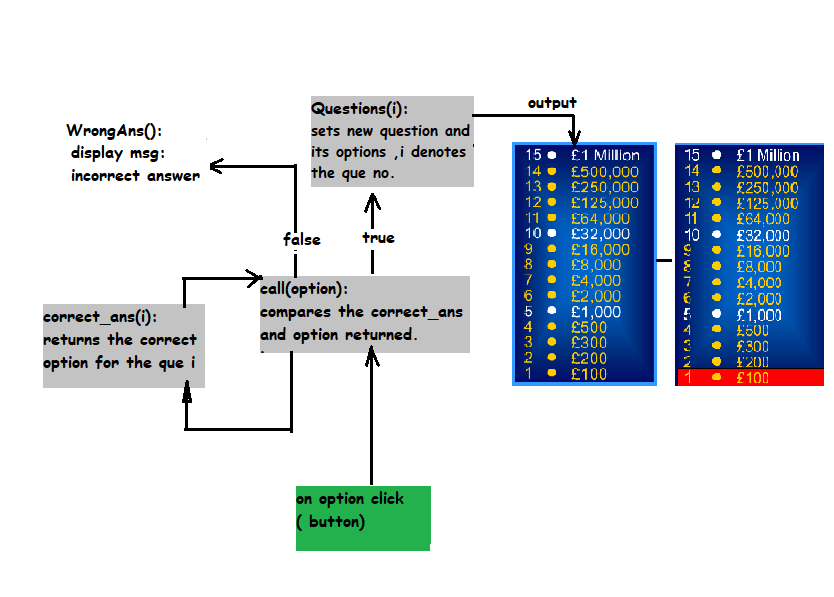 output
Questions(i):
sets new question and
its options ,i denotes
the que no.
WrongAns():
display msg:
incorrect answer
false
true
call(option):
compares the correct_ans
and option returned.
correct_ans(i):
returns the correct
option for the que i
on option click
( button)
15 £1 Million
14 £500,000
13 £250,000
12 £125,000
11 £64,000
10 £32,000
9 £16,000
8 £8,000
7 £4,000
6 £2,000
5 £1,000
4 £500
3 £300
2 £200
1 £100
15 £1 Million
14 £500,000
13 £250,000
12 £125,000
11 £64,000
10 £32,000
9 £16,000
8 £8,000
7 £4,000
6 £2,000
5 £1,000
4 £500
3 £300
2 £200
1 £100